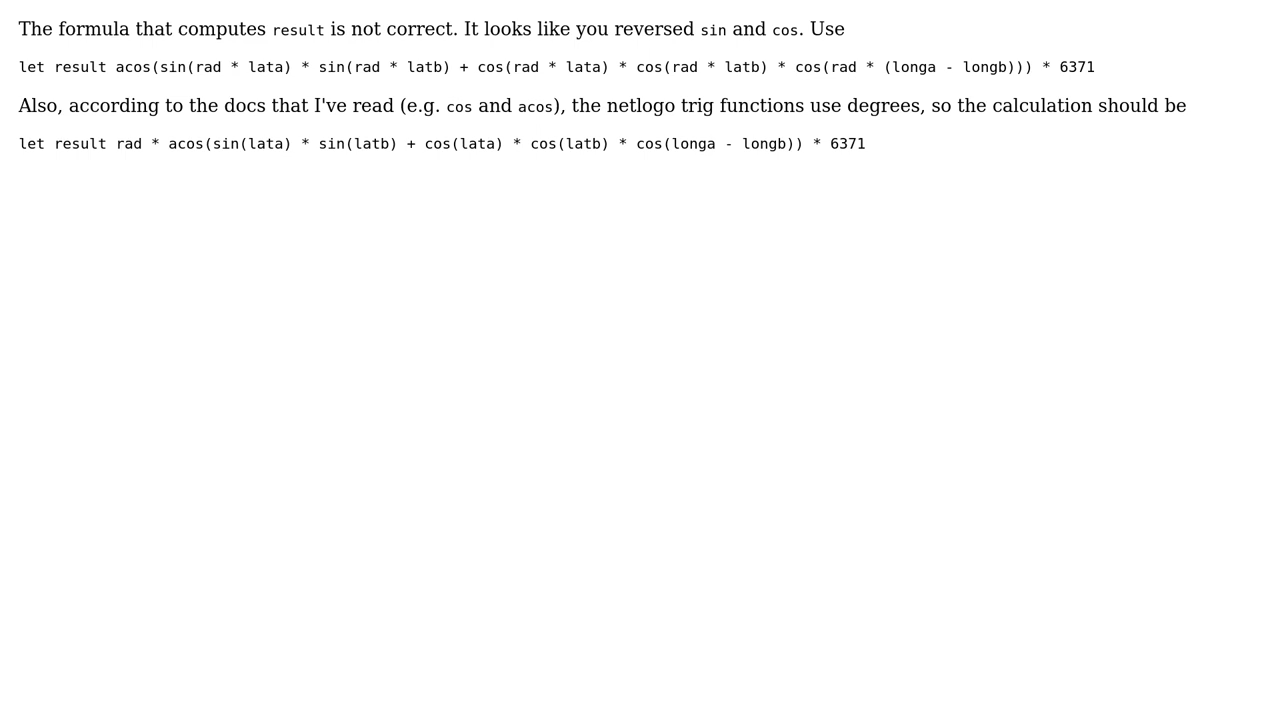 The formula that computes result is not correct. It looks like you reversed sin and cos. Use
let result acos(sin(rad * lata) * sin(rad * latb) + cos(rad * lata) * cos(rad * latb) * cos(rad * (longa - longb))) * 6371
Also, according to the docs that I've read (e.g. cos and acos), the netlogo trig functions use degrees, so the calculation should be
let result rad * acos(sin(lata) * sin(latb) + cos(lata) * cos(latb) * cos(longa - longb)) * 6371